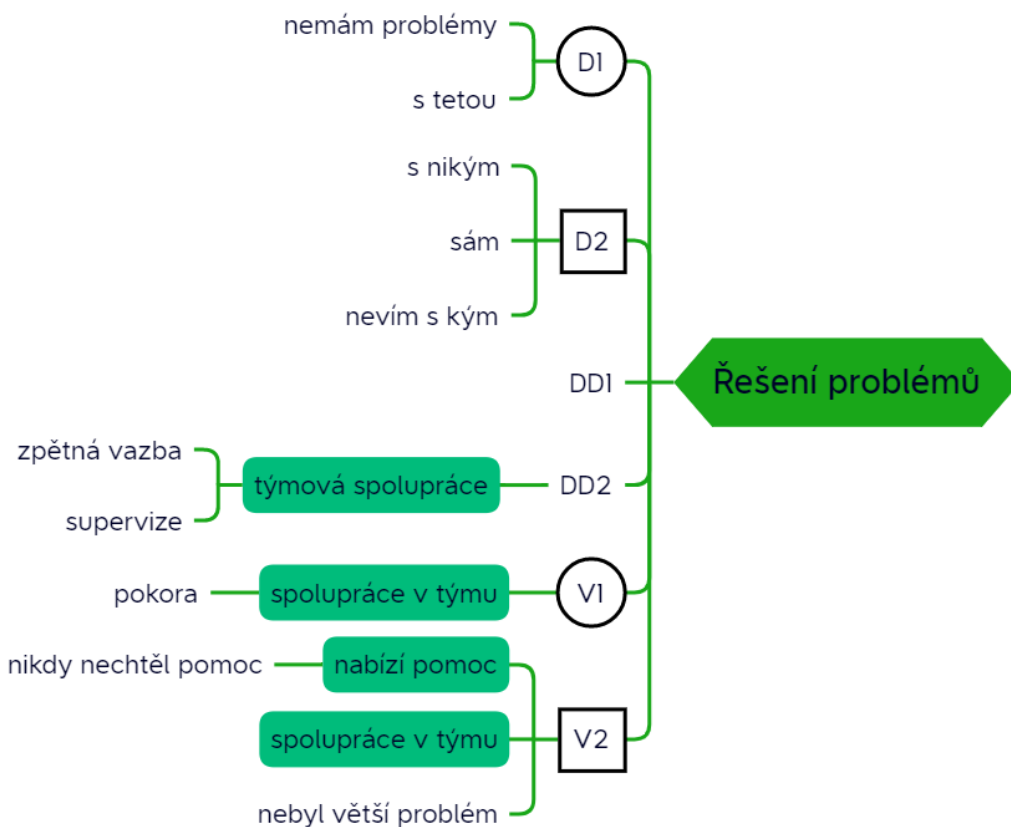 nemám problémy
D1
s tetou
s nikým
sám
D2
nevím s kým
DD1
Řešení problémů
zpětná vazba
týmová spolupráce
DD2
supervize
pokora
spolupráce v týmu
V1
nikdy nechtěl pomoc
nabízí pomoc
spolupráce v týmu
V2
nebyl větší problém